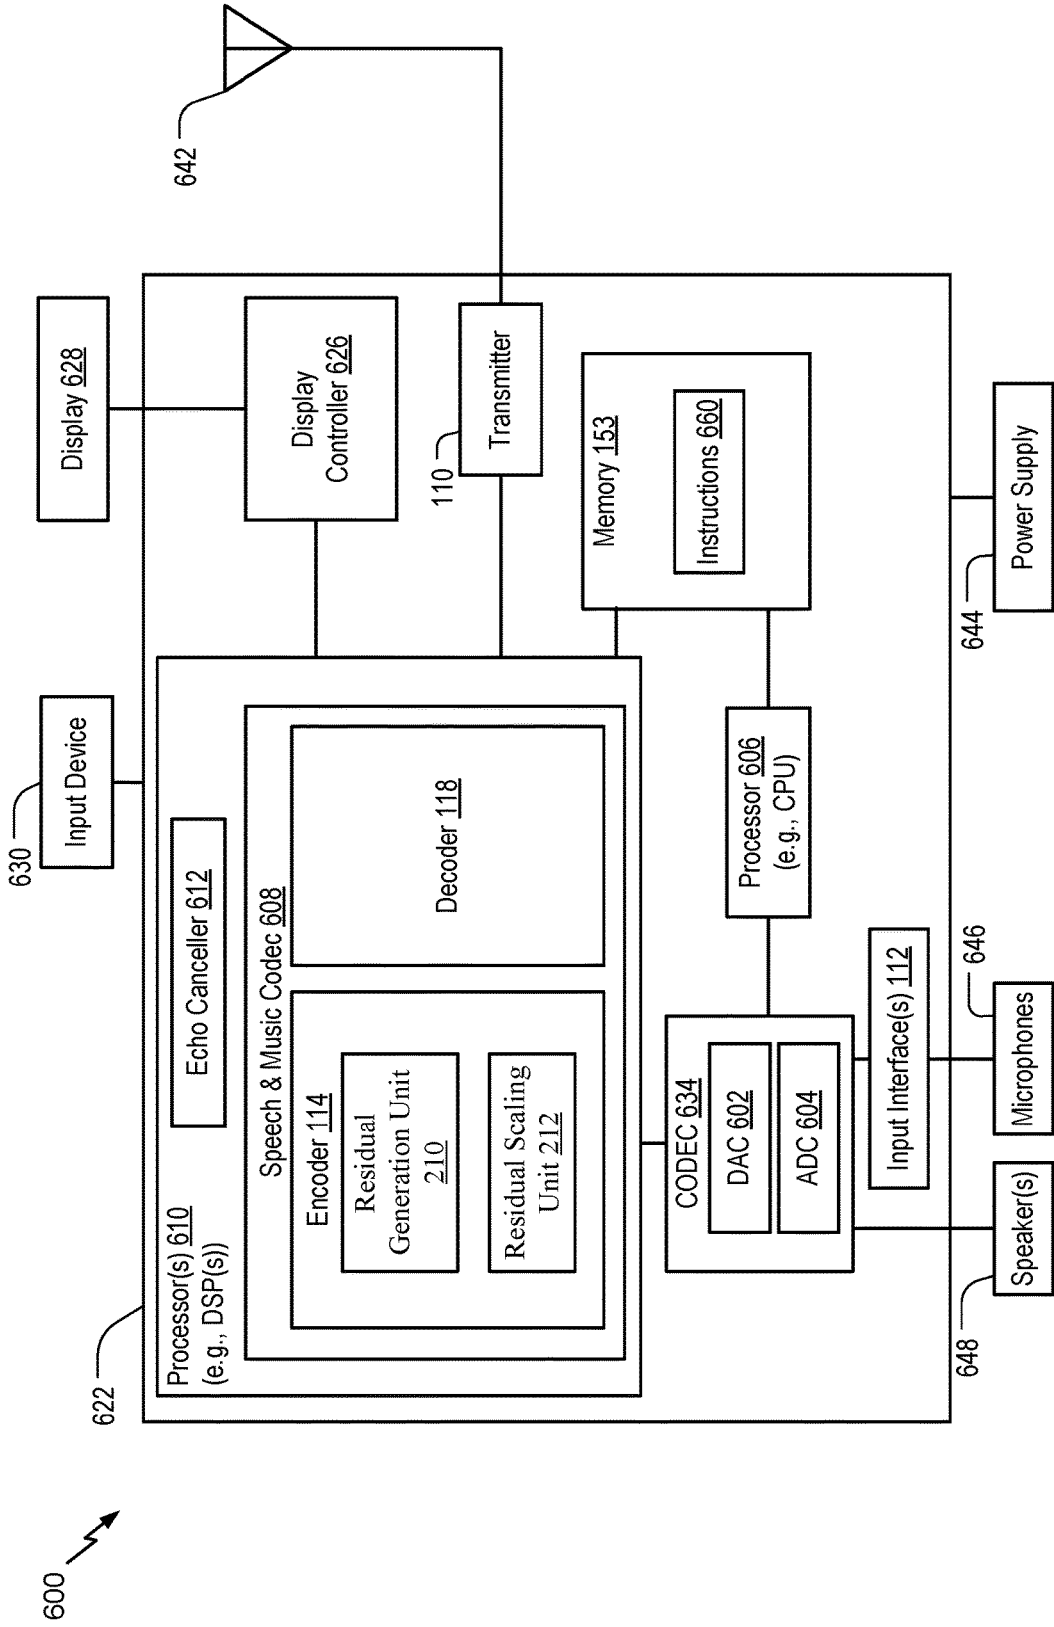 600
622
Processor(s) 610
(e.g., DSP(s))
Echo Canceller 612
Speech & Music Codec 608
Encoder 114
Residual
Generation Unit
210
Residual Scaling
Unit 212
Decoder 118
630
Input Device
Display 628
Display
Controller 626
642
110
Transmitter
Memory 153
Instructions 660
Processor 606
(e.g., CPU)
CODEC 634
DAC 602
ADC 604
Input Interface(s) 112
648
Speaker(s)
646
Microphones
644
Power Supply